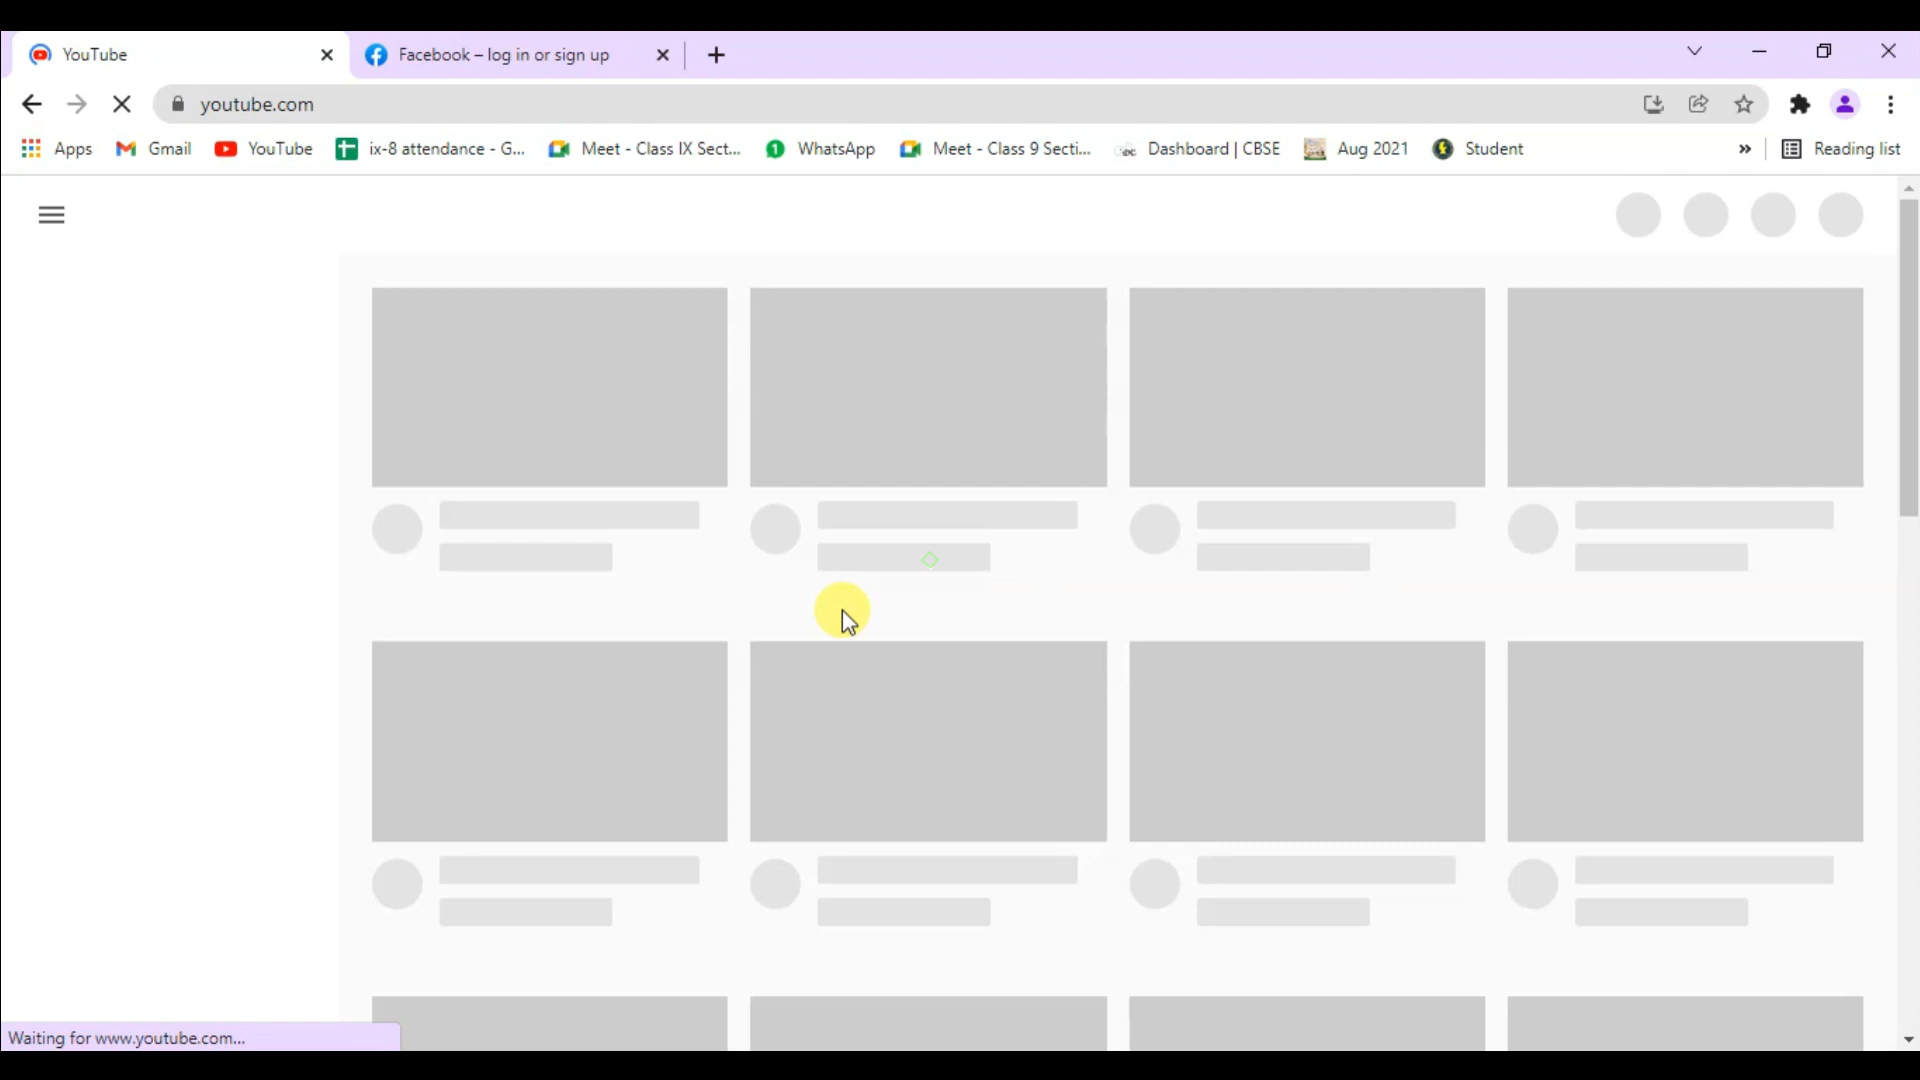 YouTube
Facebook – log in or sign up
youtube.com
Apps
Gmail
YouTube
ix-8 attendance - G...
Meet - Class IX Sect...
1
WhatsApp
Meet - Class 9 Secti...
Dashboard | CBSE
Aug 2021
Student
Reading list
Waiting for www.youtube.com...